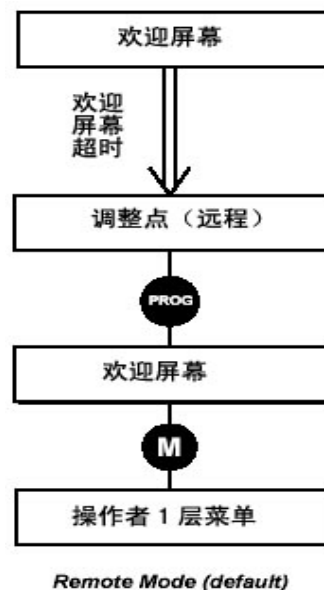 欢迎屏幕
欢迎
屏幕
超时
调整点（远程）
PROG
欢迎屏幕
M
操作者 1 层菜单
Remote Mode (default)